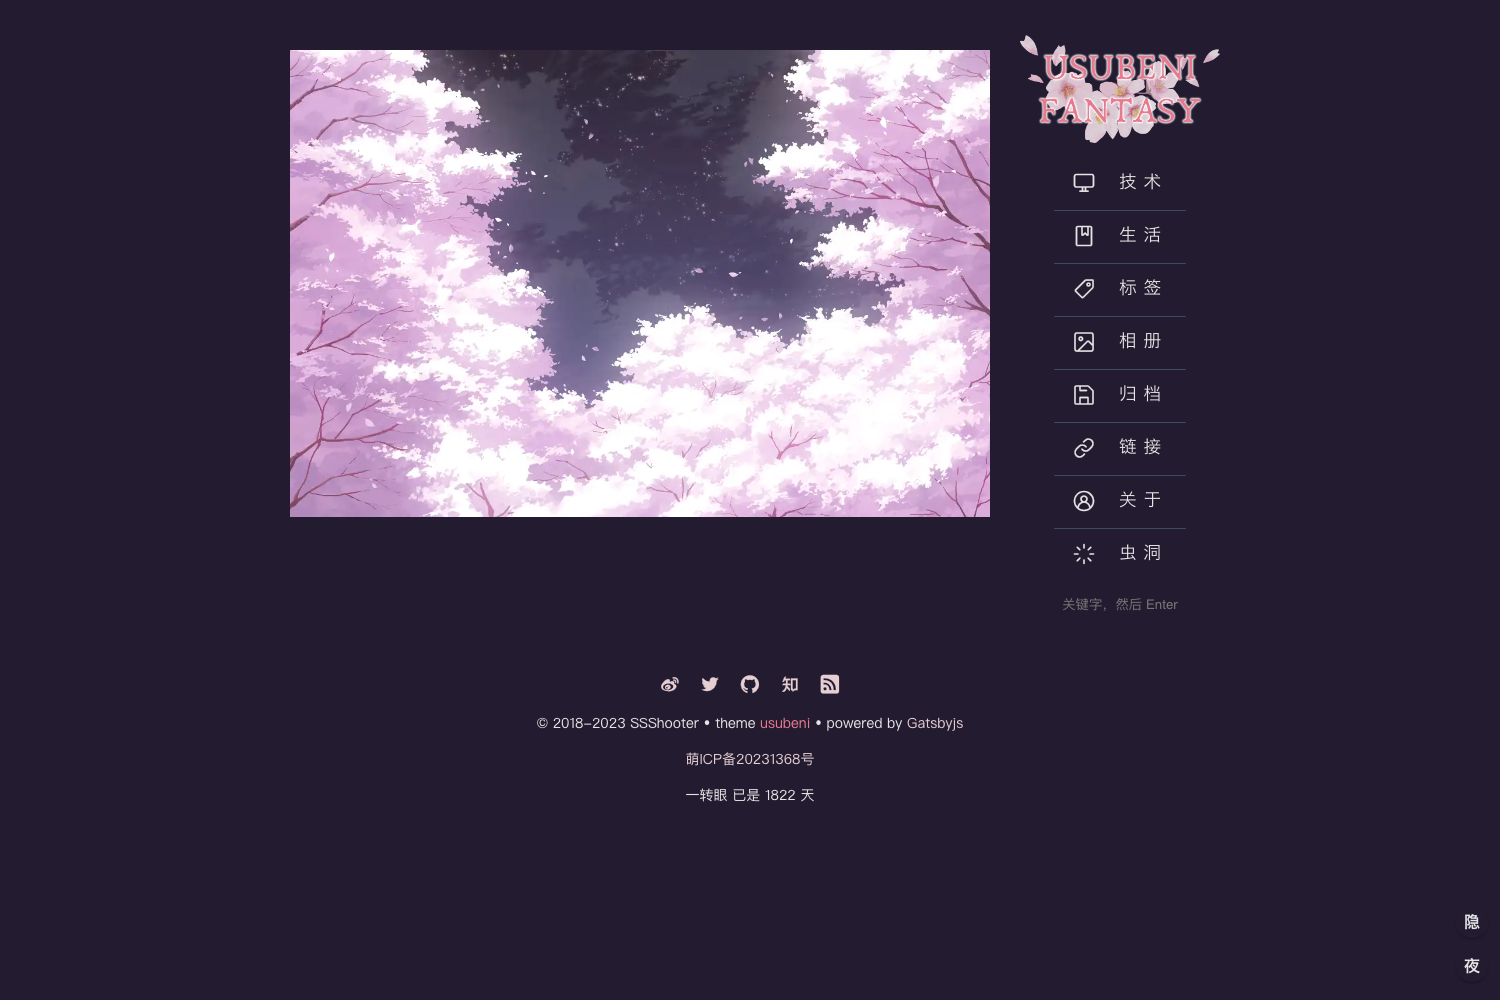 USUBENI
FANTASY
技术
生活
标签
相册
归档
链接
关于
虫洞
关键字，然后 Enter
知
© 2018-2023 SSShooter • theme usubeni • powered by Gatsbyjs
萌ICP备20231368号
一转眼 已是 1822 天
隐
夜